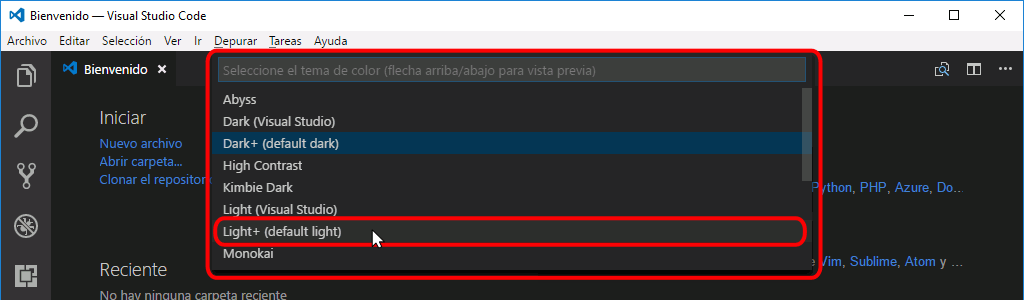 Bienvenido — Visual Studio Code
Archivo Editar Selección Ver Ir Depurar Tareas Ayuda
Bienvenido
Seleccione el tema de color (flecha arriba/abajo para vista previa)
Iniciar
Nuevo archivo
Abrir carpeta...
Clonar el repositorio
Abyss
Dark (Visual Studio)
Dark+ (default dark)
High Contrast
Kimbie Dark
Light (Visual Studio)
Light+ (default light)
Monokai
Python, PHP, Azure, Do...
Vim, Sublime, Atom y ...
Reciente
No hay ninguna carpeta reciente